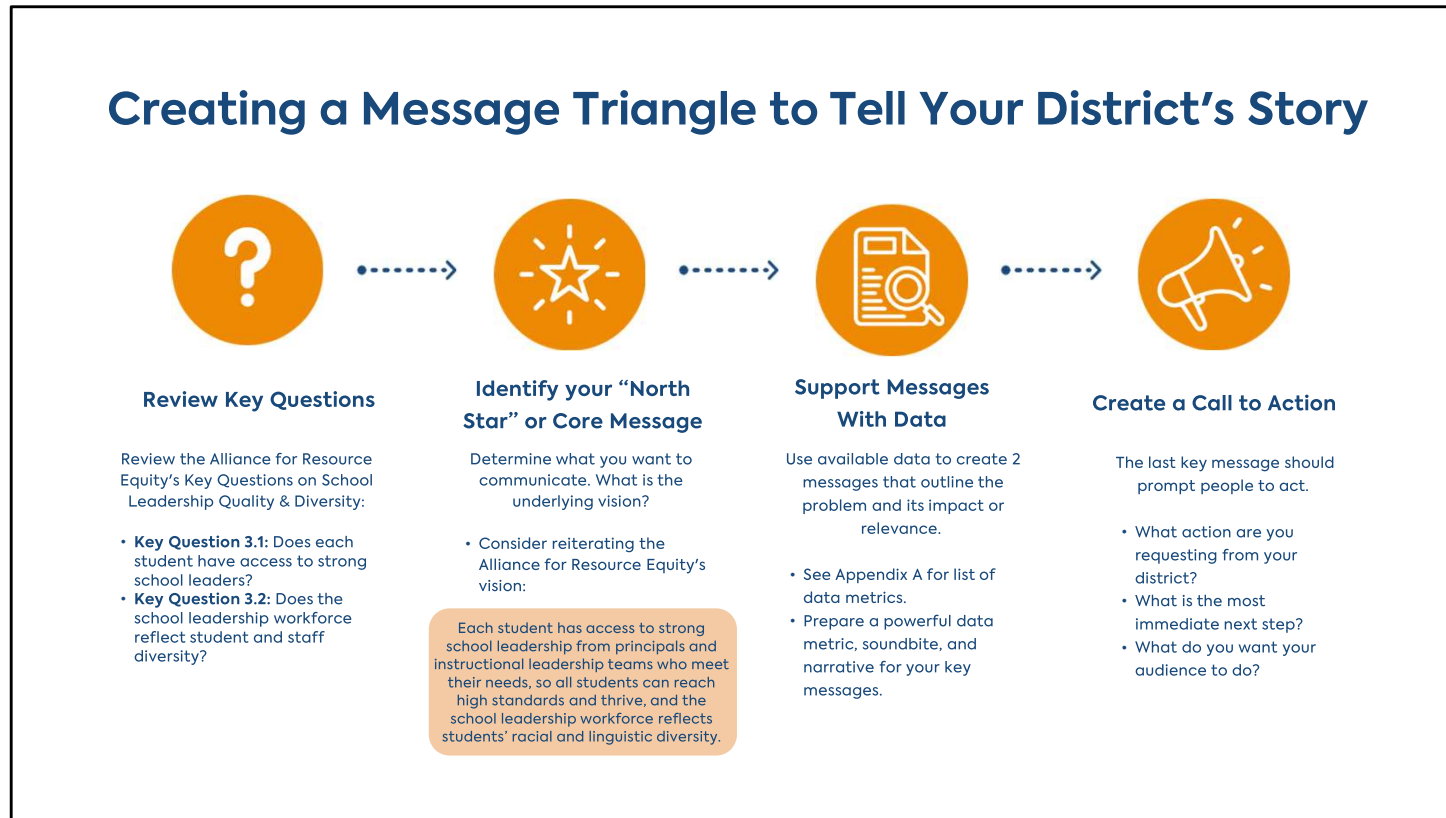 Creating a Message Triangle to Tell Your District's Story
?
Review Key Questions
Review the Alliance for Resource
Equity's Key Questions on School
Leadership Quality & Diversity:
• Key Question 3.1: Does each
student have access to strong
school leaders?
• Key Question 3.2: Does the
school leadership workforce
reflect student and staff
diversity?
Identify your “North
Star” or Core Message
Determine what you want to
communicate. What is the
underlying vision?
• Consider reiterating the
Alliance for Resource Equity's
vision:
Each student has access to strong
school leadership from principals and
instructional leadership teams who meet
their needs, so all students can reach
high standards and thrive, and the
school leadership workforce reflects
students’ racial and linguistic diversity.
Support Messages
With Data
Use available data to create 2
messages that outline the
problem and its impact or
relevance.
• See Appendix A for list of
data metrics.
• Prepare a powerful data
metric, soundbite, and
narrative for your key
messages.
Create a Call to Action
The last key message should
prompt people to act.
• What action are you
requesting from your
district?
• What is the most
immediate next step?
• What do you want your
audience to do?